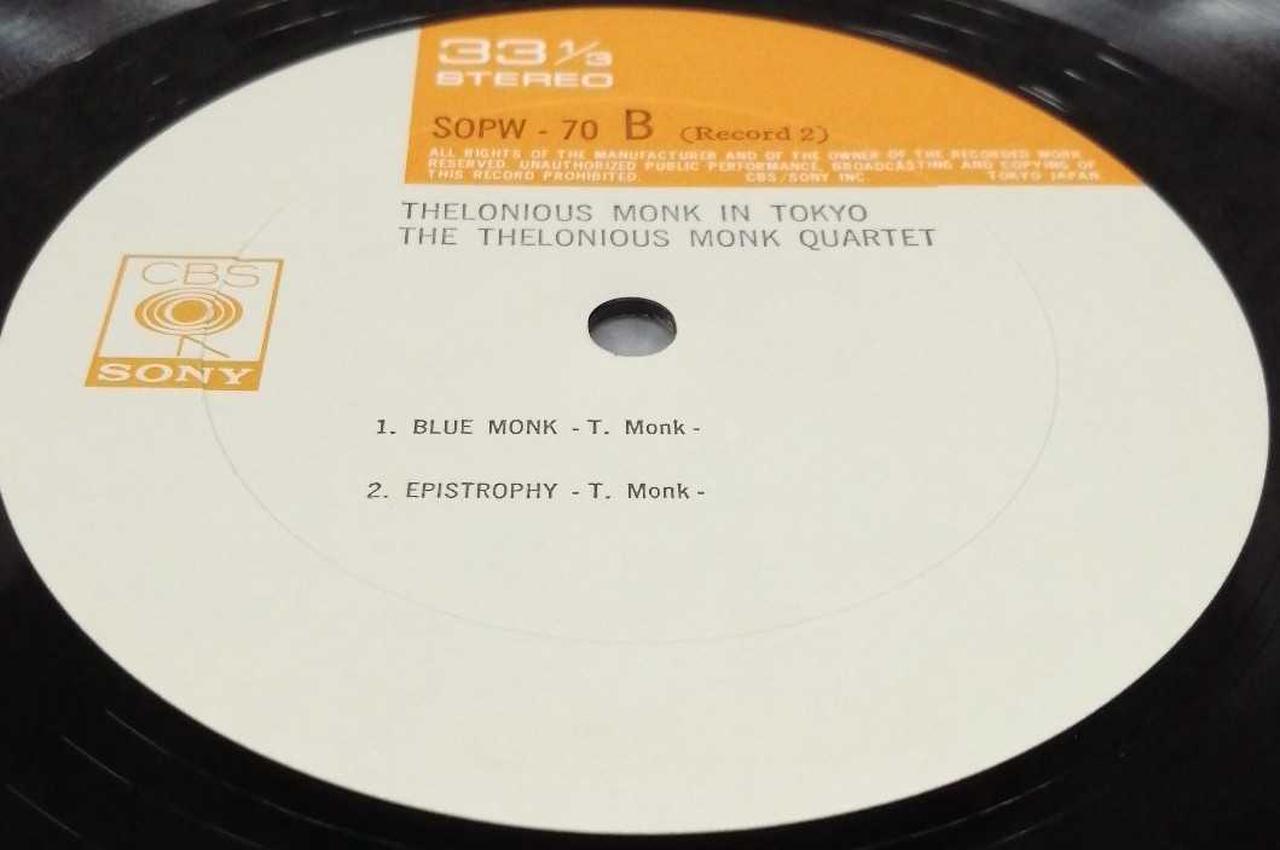 33 1/3
STEREO
SOPW - 70 B (Record 2)
ALL RIGHTS OF THE MANUFACTURER AND OF THE OWNER OF THE RECORDED WORK
RESERVED. UNAUTHORIZED PUBLIC PERFORMANCE, BROADCASTING AND COPYING OF
THIS RECORD PROHIBITED. CBS/SONY INC. TOKYO JAPAN
THELONIOUS MONK IN TOKYO
THE THELONIOUS MONK QUARTET
CBS
SONY
1. BLUE MONK - T. Monk -
2. EPISTROPHY - T. Monk -